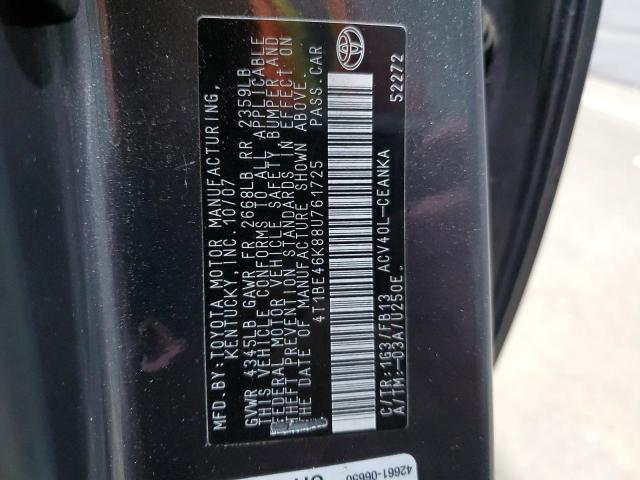 MFD.BY: TOYOTA MOTOR MANUFACTURING,
KENTUCKY, INC. 10/07
GVWR 4345LB GAWR FR 2668LB RR 2359LB
THIS VEHICLE CONFORMS TO ALL APPLICABLE
FEDERAL MOTOR VEHICLE SAFETY, BUMPER, AND
THEFT PREVENTION STANDARDS IN EFFECT ON
THE DATE OF MANUFACTURE SHOWN ABOVE.
4T1BE46K88U761725 PASS.CAR
C/TR:1G3/FB13 ACV40L-CEANKA
A/TM:-03A/U250E 52272
42661-06650